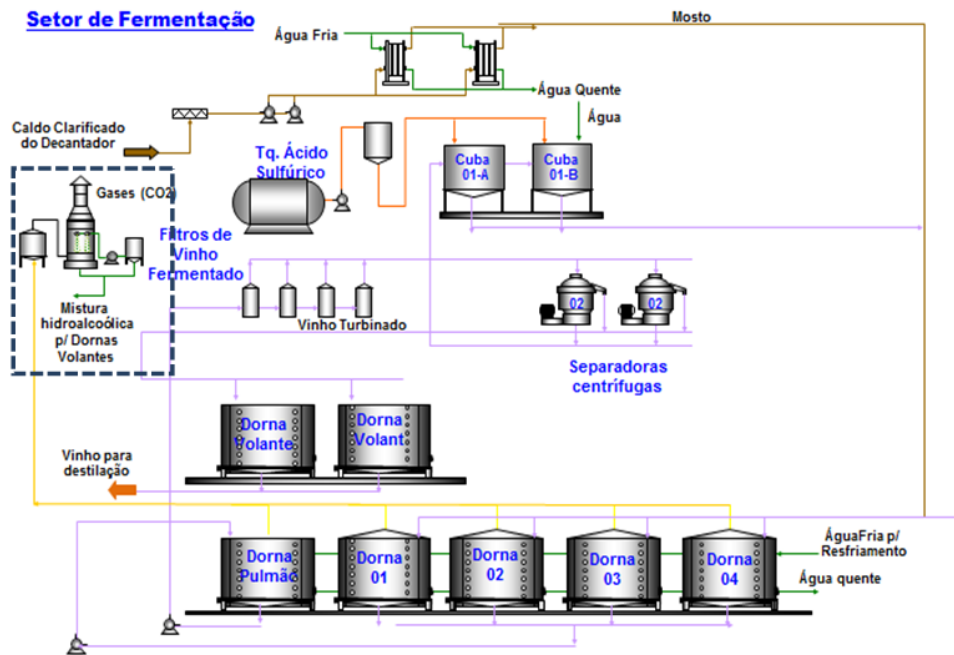 Setor de Fermentação
Mosto
Água Fria
Água Quente
Água
Caldo Clarificado
do Decantador
Tq. Ácido
Sulfúrico
Cuba
01-A
Cuba
01-B
Gases (CO2)
Filtros de
Vinho
Fermentado
Mistura
hidroalcoólica
p/ Dornas
Volantes
Vinho Turbinado
02
02
Separadoras
centrífugas
Dorna
Volante
Dorna
Volant
Vinho para
destilação
Dorna
Pulmão
Dorna
01
Dorna
02
Dorna
03
Dorna
04
ÁguaFria p/
Resfriamento
Água quente